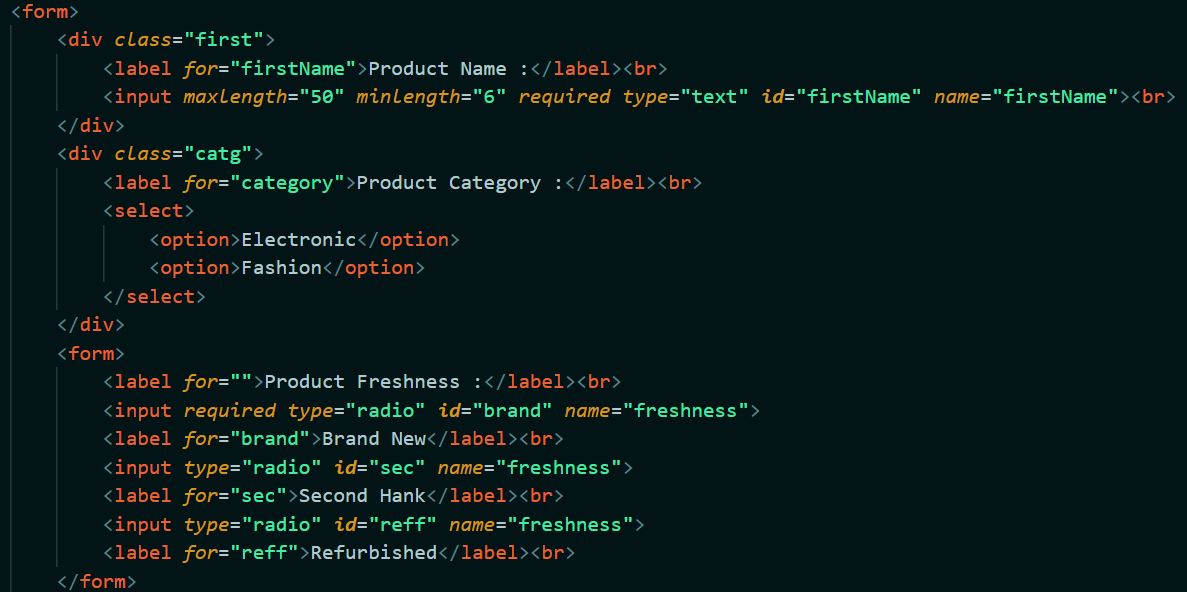 <form>
<div class="first">
<label for="firstName">Product Name :</label><br>
<input maxlength="50" minlength="6" required type="text" id="firstName" name="firstName"><br>
</div>
<div class="catg">
<label for="category">Product Category :</label><br>
<select>
<option>Electronic</option>
<option>Fashion</option>
</select>
</div>
<form>
<label for="">Product Freshness :</label><br>
<input required type="radio" id="brand" name="freshness">
<label for="brand">Brand New</label><br>
<input type="radio" id="sec" name="freshness">
<label for="sec">Second Hank</label><br>
<input type="radio" id="reff" name="freshness">
<label for="reff">Refurbished</label><br>
</form>